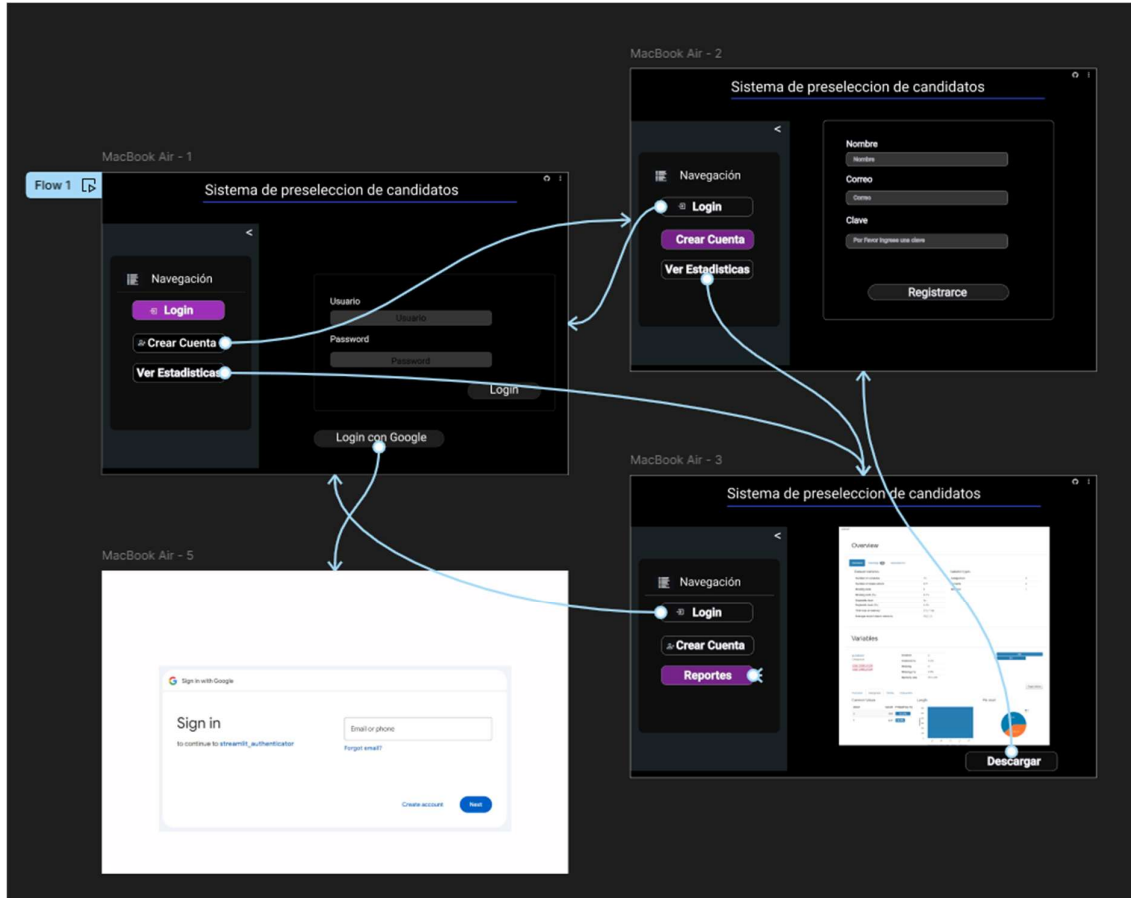 MacBook Air - 2
Sistema de preseleccion de candidatos
<
Navegación
Login
Crear Cuenta
Ver Estadisticas
Nombre
Nombre
Correo
Correo
Clave
Por Favor Ingrese una clave
Registrarce
MacBook Air - 1
Flow 1
Sistema de preseleccion de candidatos
<
Navegación
Login
Crear Cuenta
Ver Estadisticas
Usuario
Usuario
Password
Password
Login
Login con Google
MacBook Air - 3
Sistema de preseleccion de candidatos
<
Navegación
Login
Crear Cuenta
Reportes
Overview
Variables
Descargar
MacBook Air - 5
Sign in with Google
Sign in
to continue to streamlit_authenticator
Email or phone
Forgot email?
Create account
Next